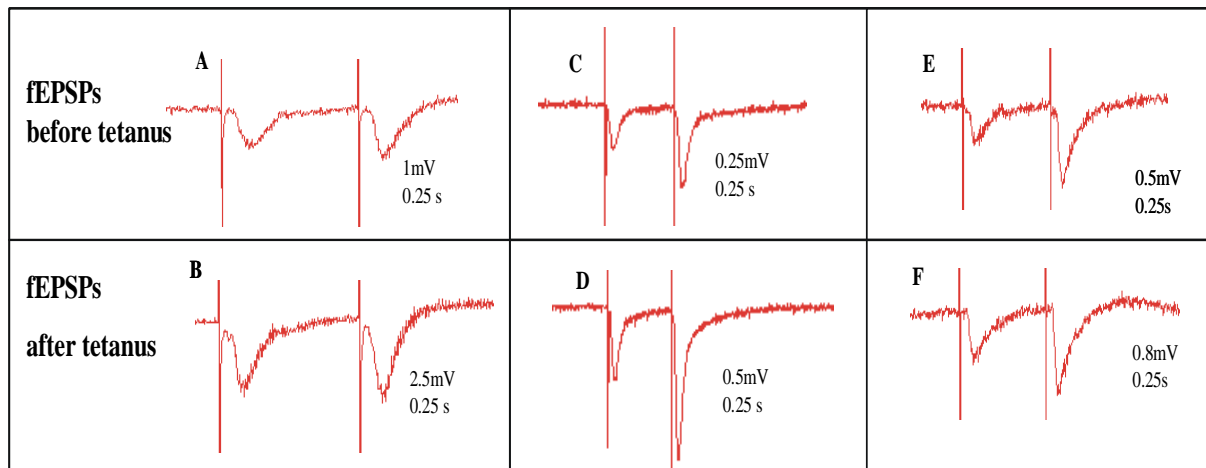 fEPSPs
before tetanus
A
1mV
0.25 s
C
0.25mV
0.25 s
E
0.5mV
0.25s
fEPSPs
after tetanus
B
2.5mV
0.25 s
D
0.5mV
0.25 s
F
0.8mV
0.25s